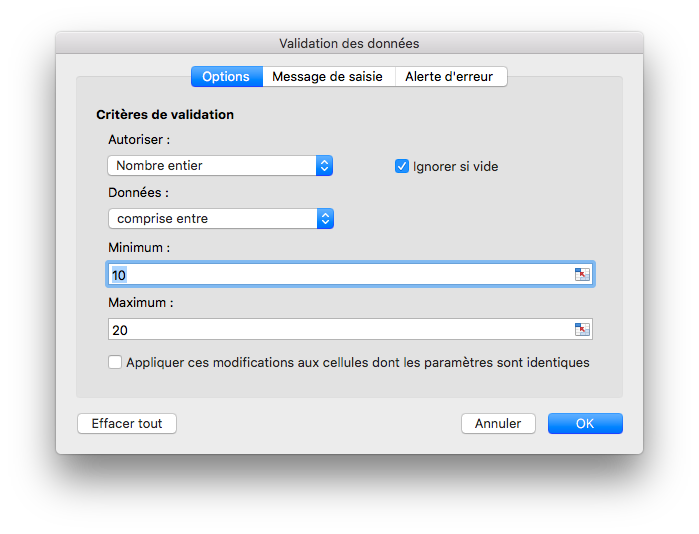 Validation des données
Options Message de saisie Alerte d'erreur
Critères de validation
Autoriser :
Nombre entier Ignorer si vide
Données :
comprise entre
Minimum :
10
Maximum :
20
Appliquer ces modifications aux cellules dont les paramètres sont identiques
Effacer tout Annuler OK